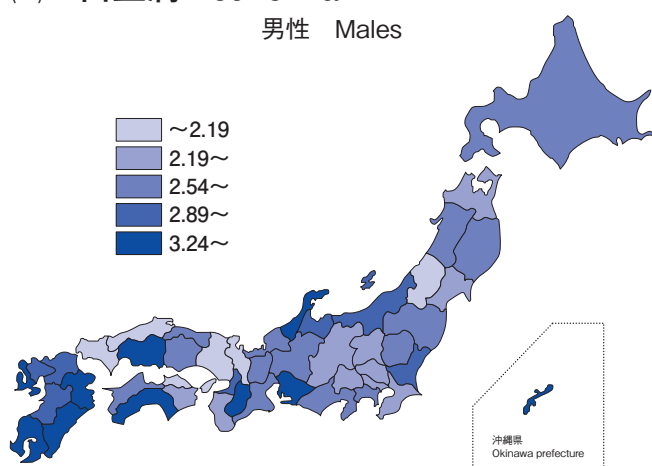 男性 Males
～2.19
2.19～
2.54～
2.89～
3.24～
沖縄県
Okinawa prefecture